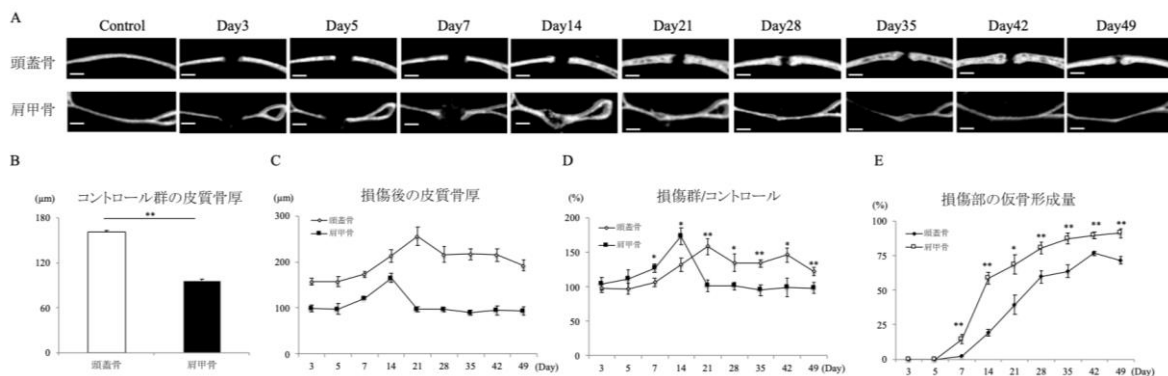 A
Control Day3 Day5 Day7 Day14 Day21 Day28 Day35 Day42 Day49
頭蓋骨
肩甲骨
B
(μm) コントロール群の皮質骨厚
**
180
120
60
0
頭蓋骨 肩甲骨
C
(μm) 損傷後の皮質骨厚
300
200
100
0
頭蓋骨
肩甲骨
3 5 7 14 21 28 35 42 49 (Day)
D
(%) 損傷群/コントロール
200
150
100
50
0
頭蓋骨
肩甲骨
* * ** * ** * **
3 5 7 14 21 28 35 42 49 (Day)
E
(%) 損傷部の仮骨形成量
100
75
50
25
0
頭蓋骨
肩甲骨
** ** * ** ** ** **
3 5 7 14 21 28 35 42 49 (Day)